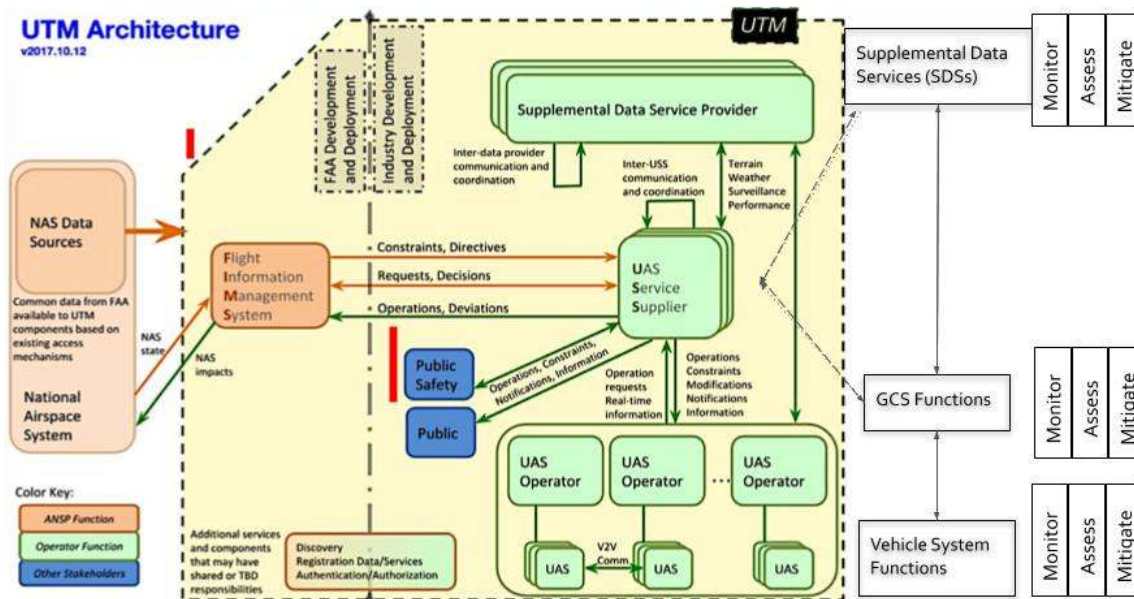 UTM Architecture
v2017.10.12
UTM
FAA Development
and Deployment
Industry Development
and Deployment
Supplemental Data Service Provider
Inter-data provider
communication and
coordination
Inter-USS
communication
and coordination
Terrain
Weather
Surveillance
Performance
NAS Data
Sources
Common data from FAA
available to UTM
components based on
existing access
mechanisms
National
Airspace
System
NAS
state
NAS
impacts
Flight
Information
Management
System
Constraints, Directives
Requests, Decisions
Operations, Deviations
UAS
Service
Supplier
Public
Safety
Public
Operations, Constraints,
Notifications, Information
Operation
requests
Real-time
information
Operations
Constraints
Modifications
Notifications
Information
UAS
Operator
UAS
Operator
...
UAS
Operator
UAS
V2V
Comm.
UAS
UAS
Color Key:
ANSP Function
Operator Function
Other Stakeholders
Additional services
and components
that may have
shared or TBD
responsibilities
Discovery
Registration Data/Services
Authentication/Authorization
Supplemental Data
Services (SDSs)
Monitor
Assess
Mitigate
GCS Functions
Monitor
Assess
Mitigate
Vehicle System
Functions
Monitor
Assess
Mitigate